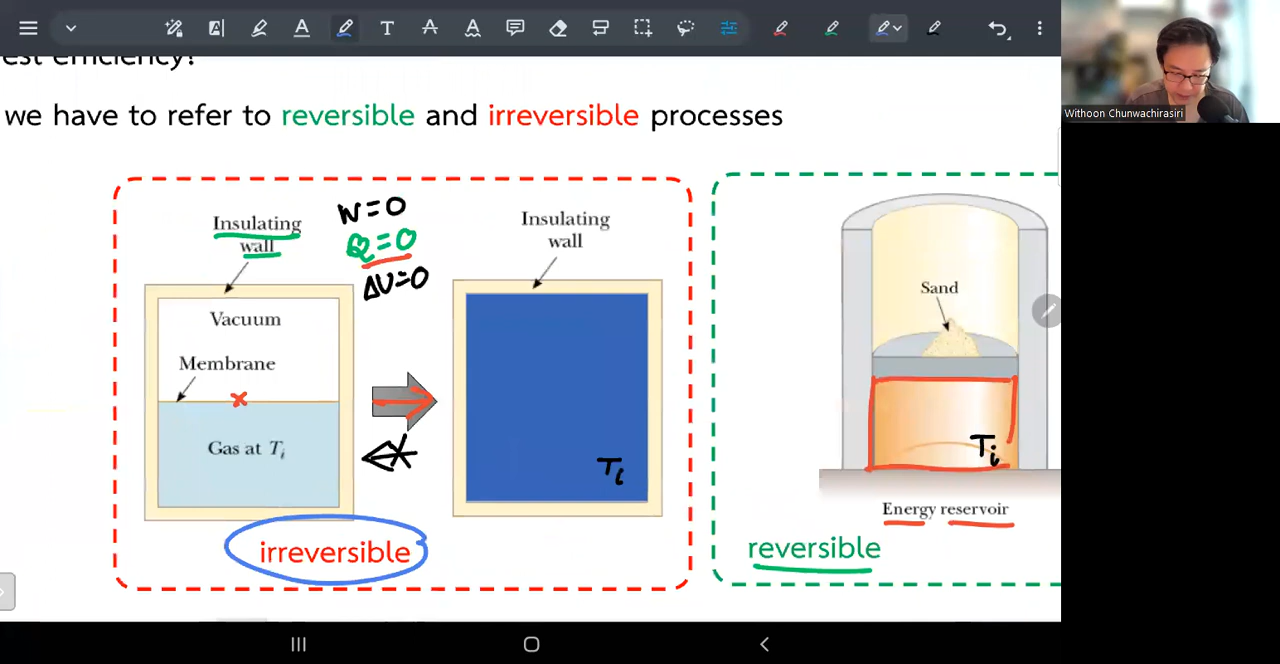 est efficiency?
we have to refer to reversible and irreversible processes
Insulating
wall
W=0
Q=0
ΔU=0
Vacuum
Membrane
Gas at Ti
irreversible
Insulating
wall
Ti
Sand
Ti
Energy reservoir
reversible
Withoon Chunwachirasiri